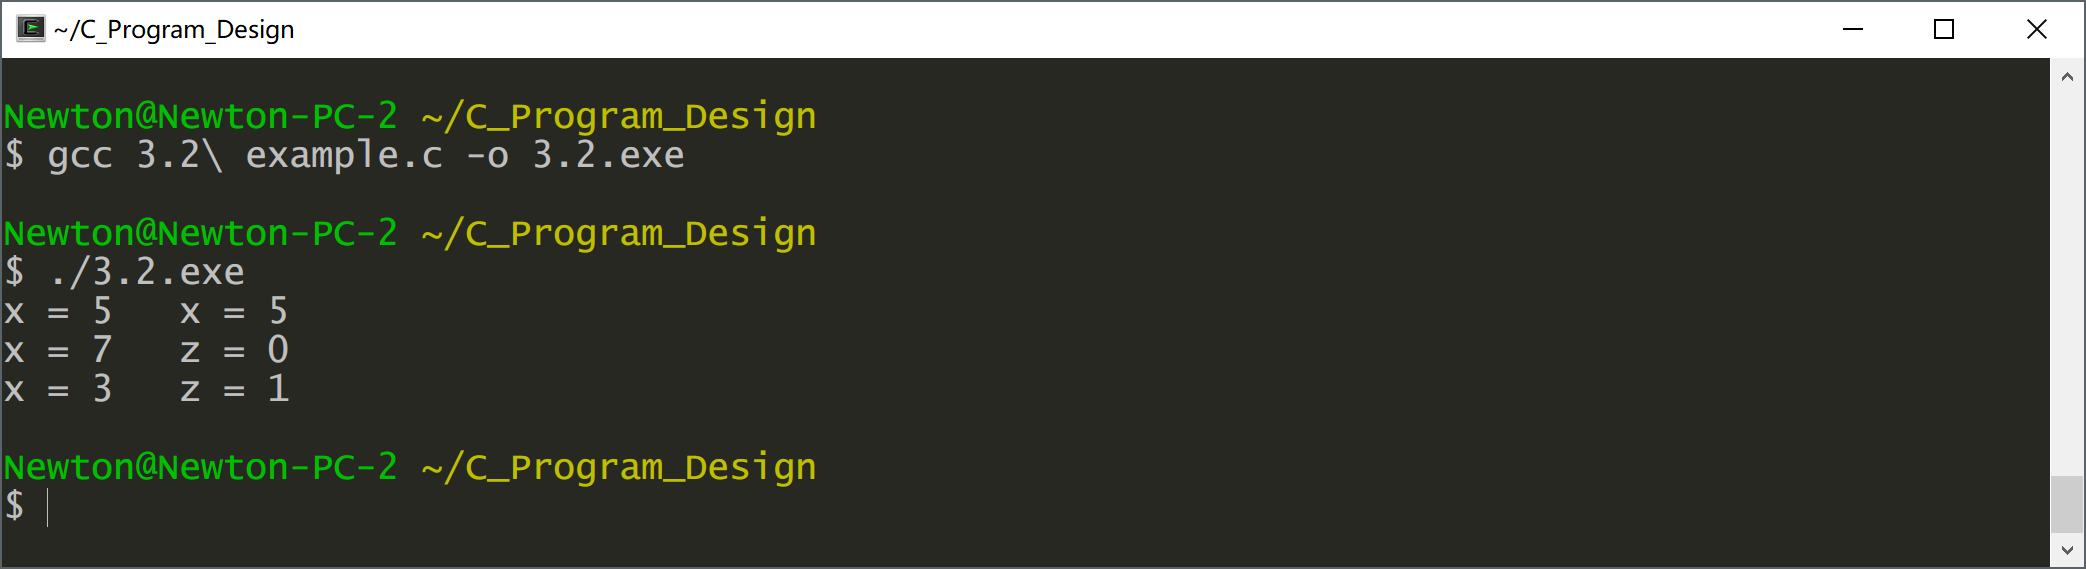 ~/C_Program_Design
Newton@Newton-PC-2 ~/C_Program_Design
$ gcc 3.2\ example.c -o 3.2.exe
Newton@Newton-PC-2 ~/C_Program_Design
$ ./3.2.exe
x = 5   x = 5
x = 7   z = 0
x = 3   z = 1
Newton@Newton-PC-2 ~/C_Program_Design
$